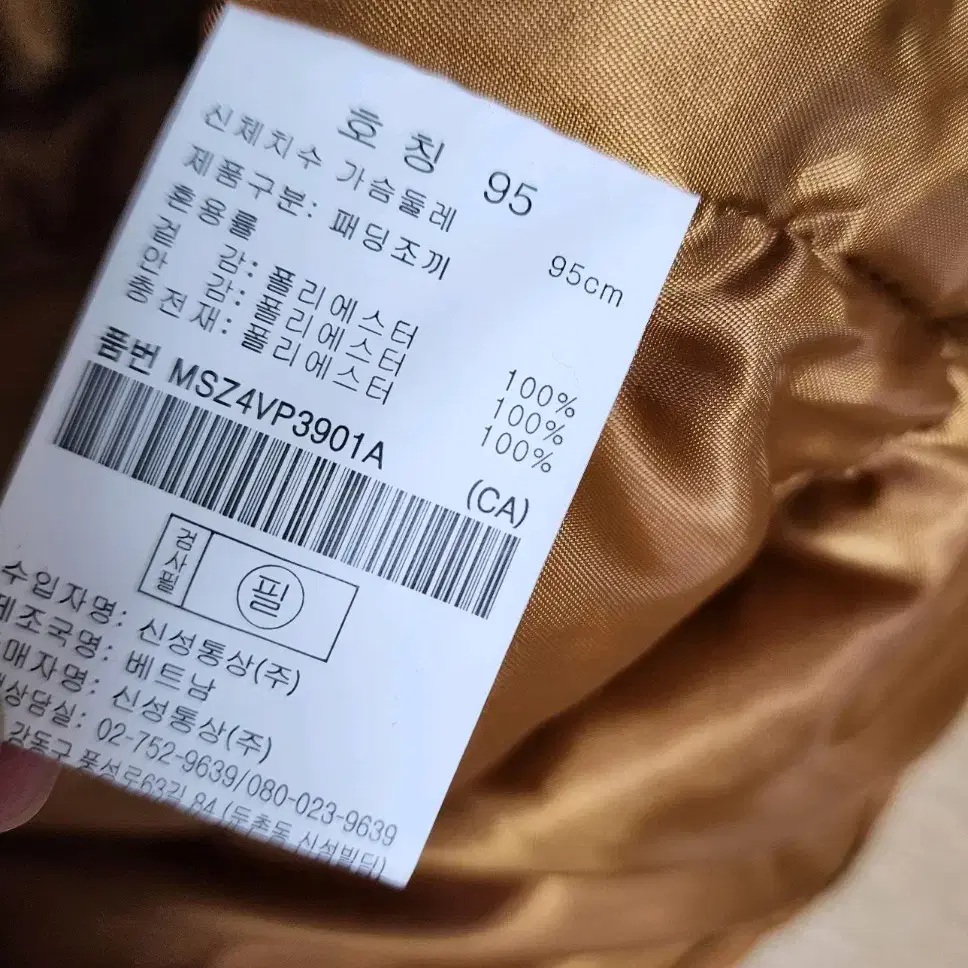 호칭 95
신체치수 가슴둘레 95cm
제품구분: 패딩조끼
혼용률
겉 감: 폴리에스터 100%
안 감: 폴리에스터 100%
충전재: 폴리에스터 100%
품번 MSZ4VP3901A (CA)
검사필 필
수입자명: 신성통상(주)
제조국명: 베트남
매자명: 신성통상(주)
상담실: 02-752-9639/080-023-9639
강동구 풍성로63길 84 (둔촌동 신성빌딩)